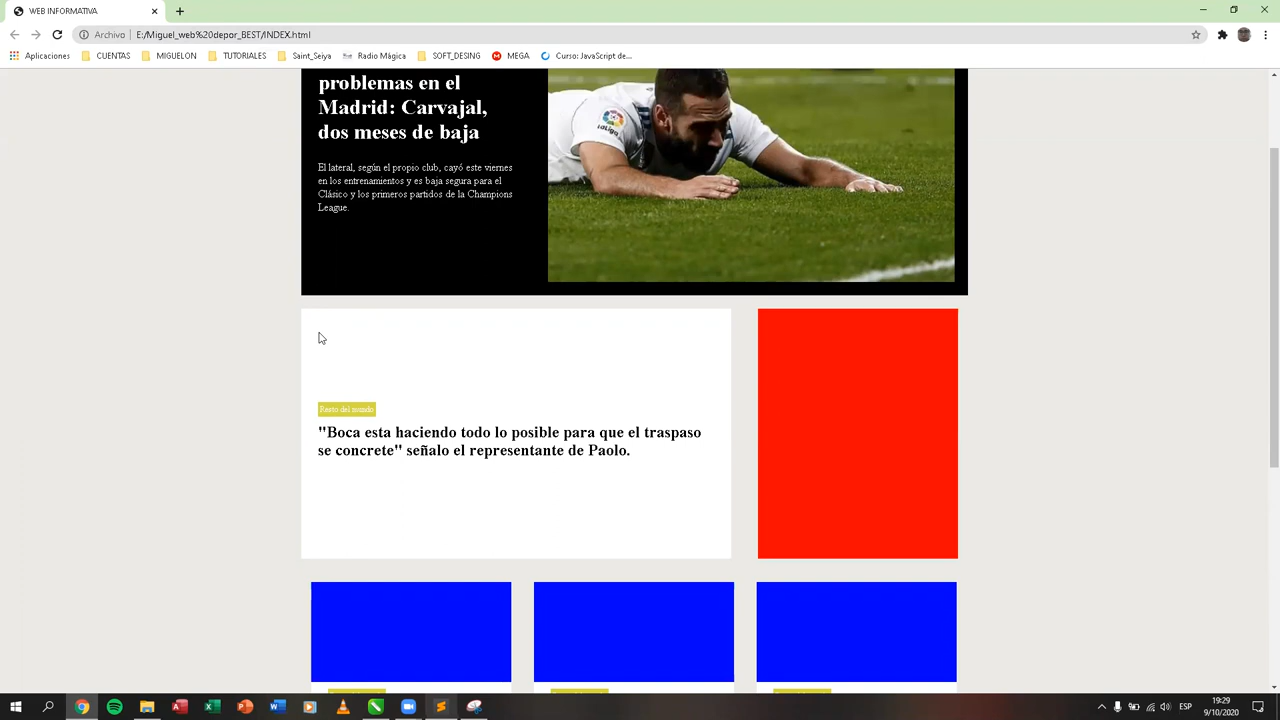 WEB INFORMATIVA
Archivo | E:/Miguel_web%20depor_BEST/INDEX.html
Aplicaciones CUENTAS MIGUELON TUTORIALES Saint_Seiya Radio Mágica SOFT_DESING MEGA Curso: JavaScript de...
problemas en el
Madrid: Carvajal,
dos meses de baja
El lateral, según el propio club, cayó este viernes
en los entrenamientos y es baja segura para el
Clásico y los primeros partidos de la Champions
League.
LaLiga
Resto del mundo
"Boca esta haciendo todo lo posible para que el traspaso
se concrete" señalo el representante de Paolo.
ESP
19:29
9/10/2020